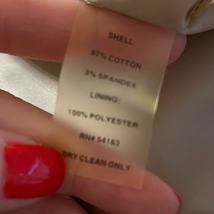 SHELL:
97% COTTON
3% SPANDEX
LINING:
100% POLYESTER
RN# 54163
DRY CLEAN ONLY